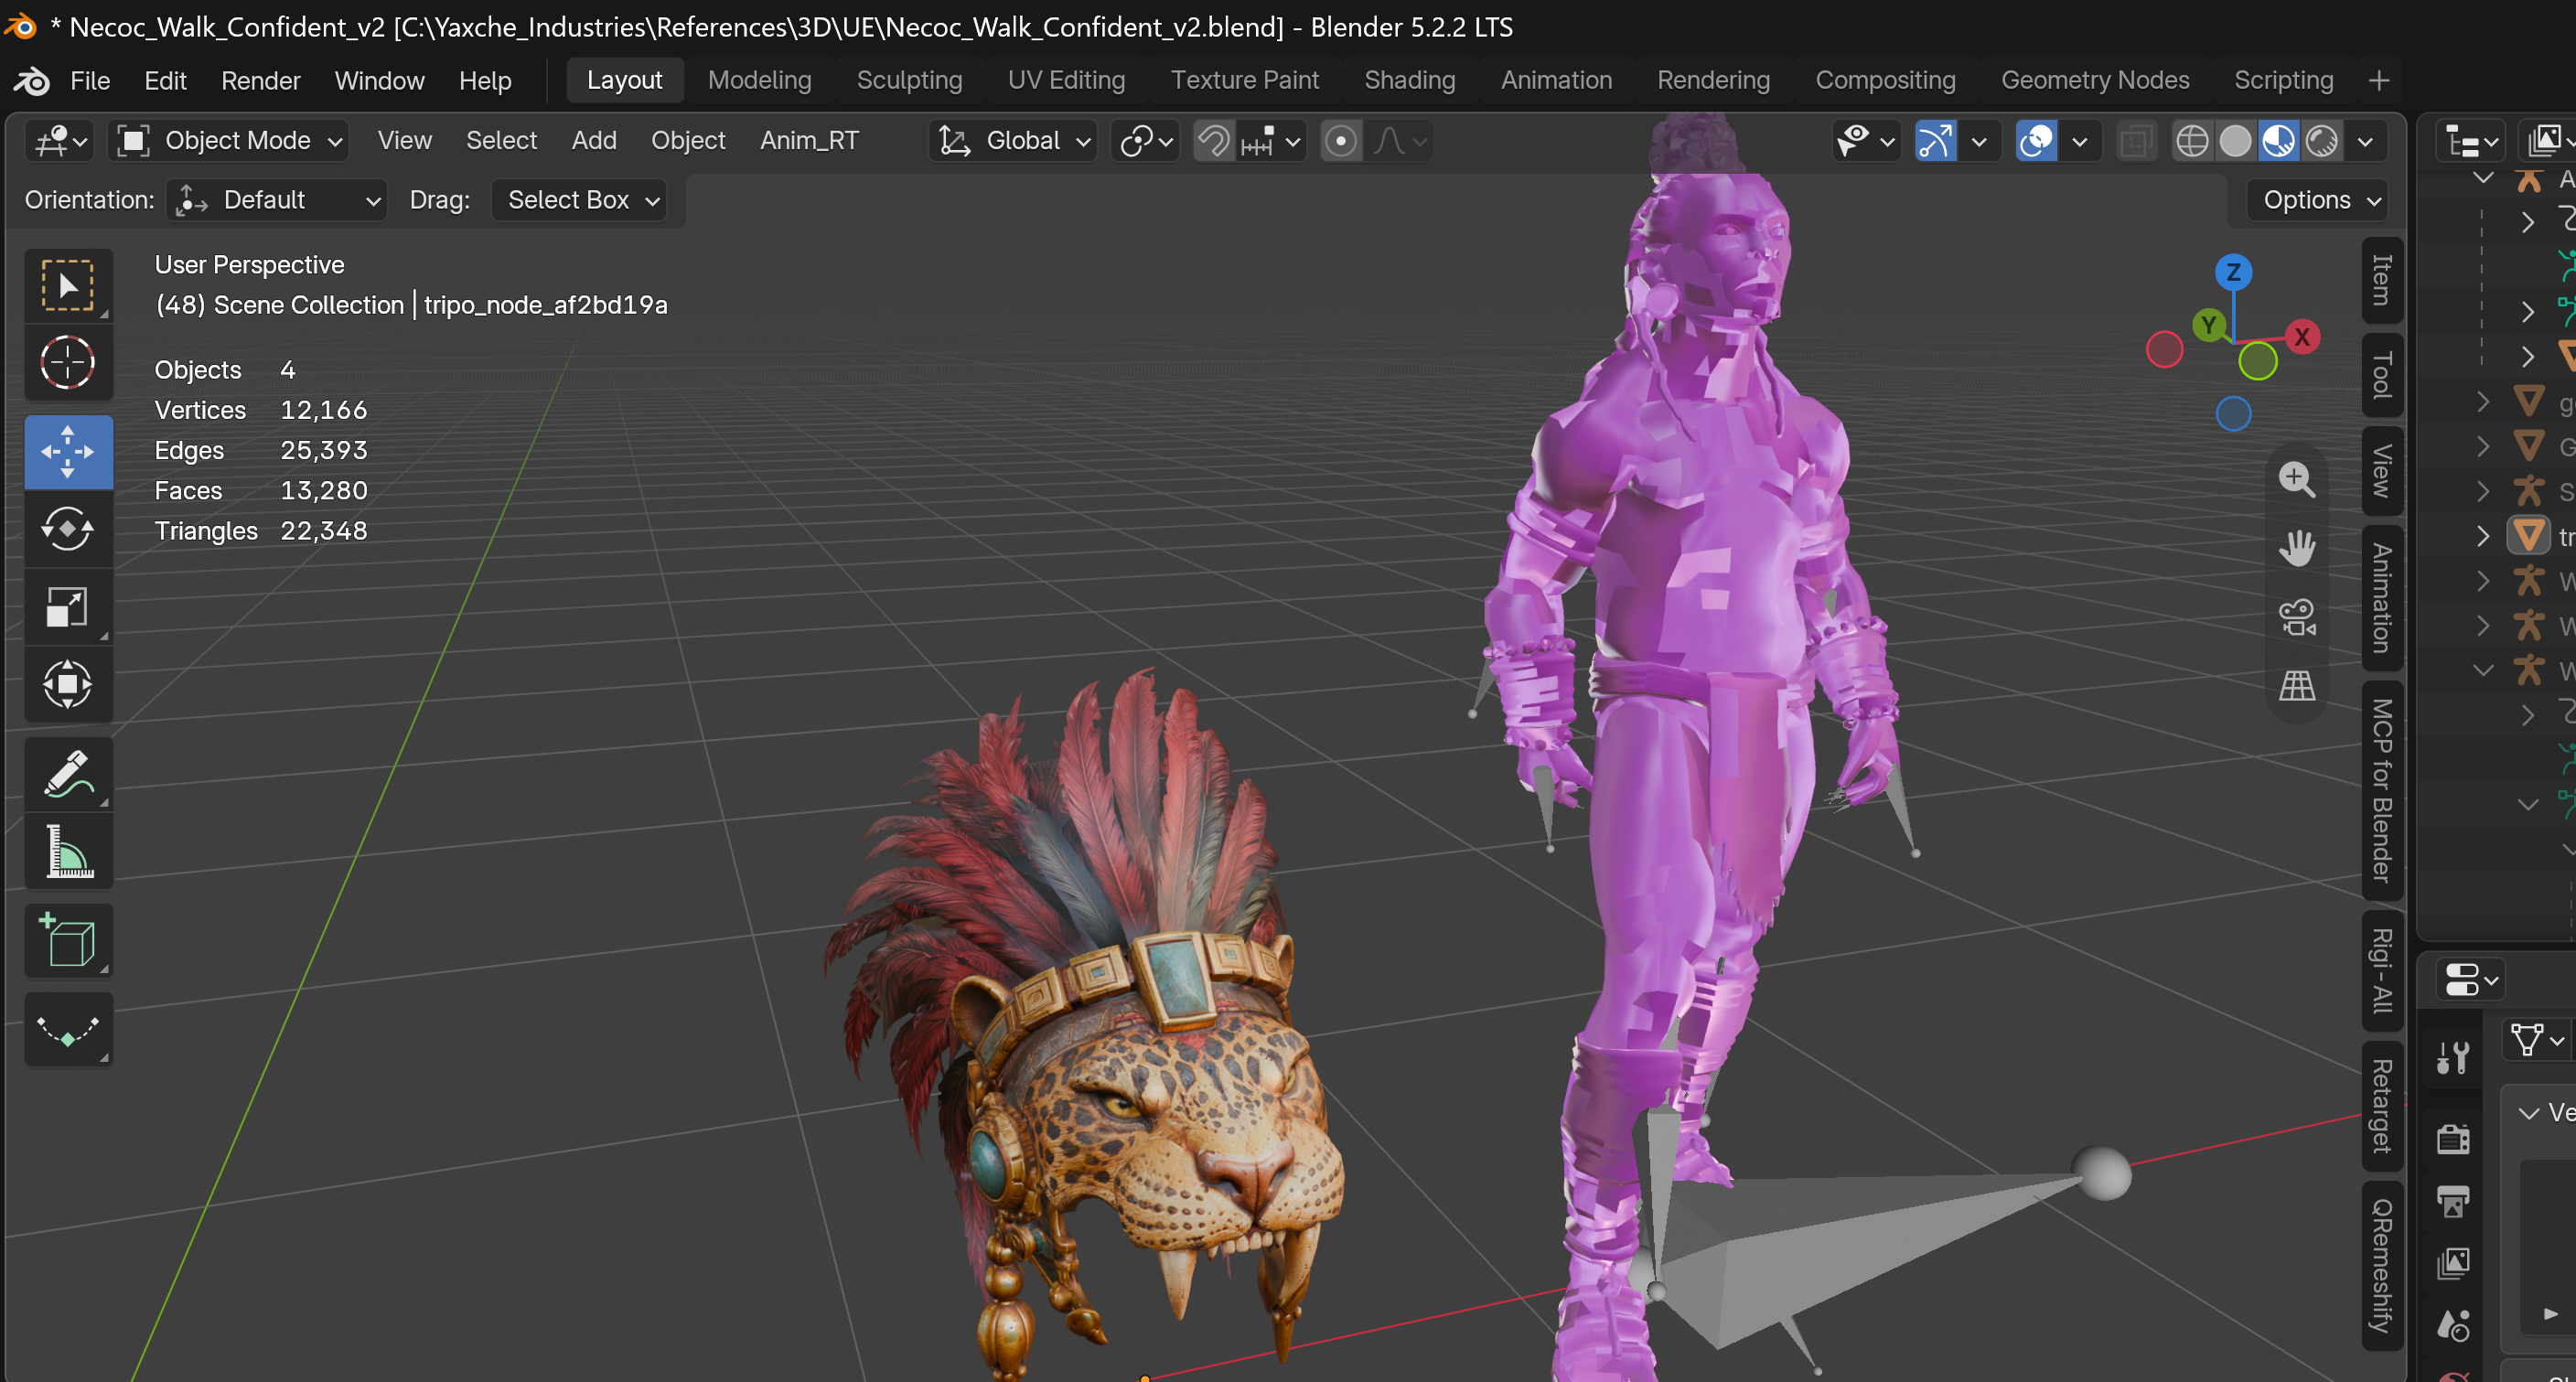 * Necoc_Walk_Confident_v2 [C:\Yaxche_Industries\References\3D\UE\Necoc_Walk_Confident_v2.blend] - Blender 5.2.2 LTS
File Edit Render Window Help Layout Modeling Sculpting UV Editing Texture Paint Shading Animation Rendering Compositing Geometry Nodes Scripting +
Object Mode View Select Add Object Anim_RT Global
Orientation: Default Drag: Select Box Options
User Perspective
(48) Scene Collection | tripo_node_af2bd19a
Objects 4
Vertices 12,166
Edges 25,393
Faces 13,280
Triangles 22,348
Z
Y
X
Item
Tool
View
Animation
MCP for Blender
Rigi - All
Retarget
QRemeshify
A
G
S
tr
W
W
W
Ve